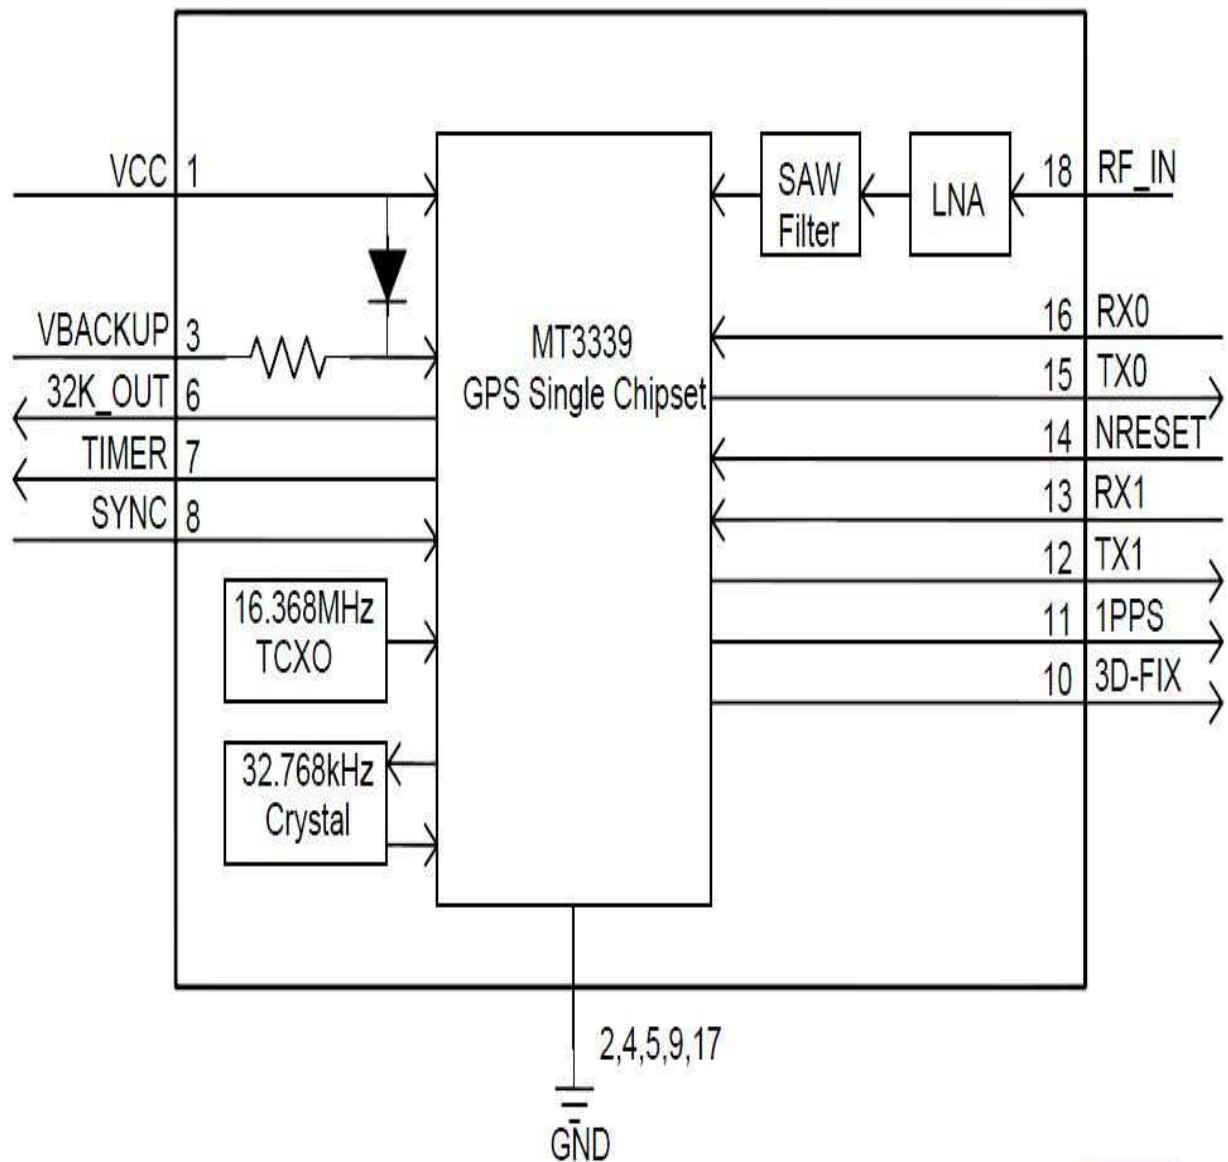 VCC 1
VBACKUP 3
32K_OUT 6
TIMER 7
SYNC 8
16.368MHz
TCXO
32.768kHz
Crystal
MT3339
GPS Single Chipset
SAW
Filter
LNA
18 RF_IN
16 RX0
15 TX0
14 NRESET
13 RX1
12 TX1
11 1PPS
10 3D-FIX
2,4,5,9,17
GND